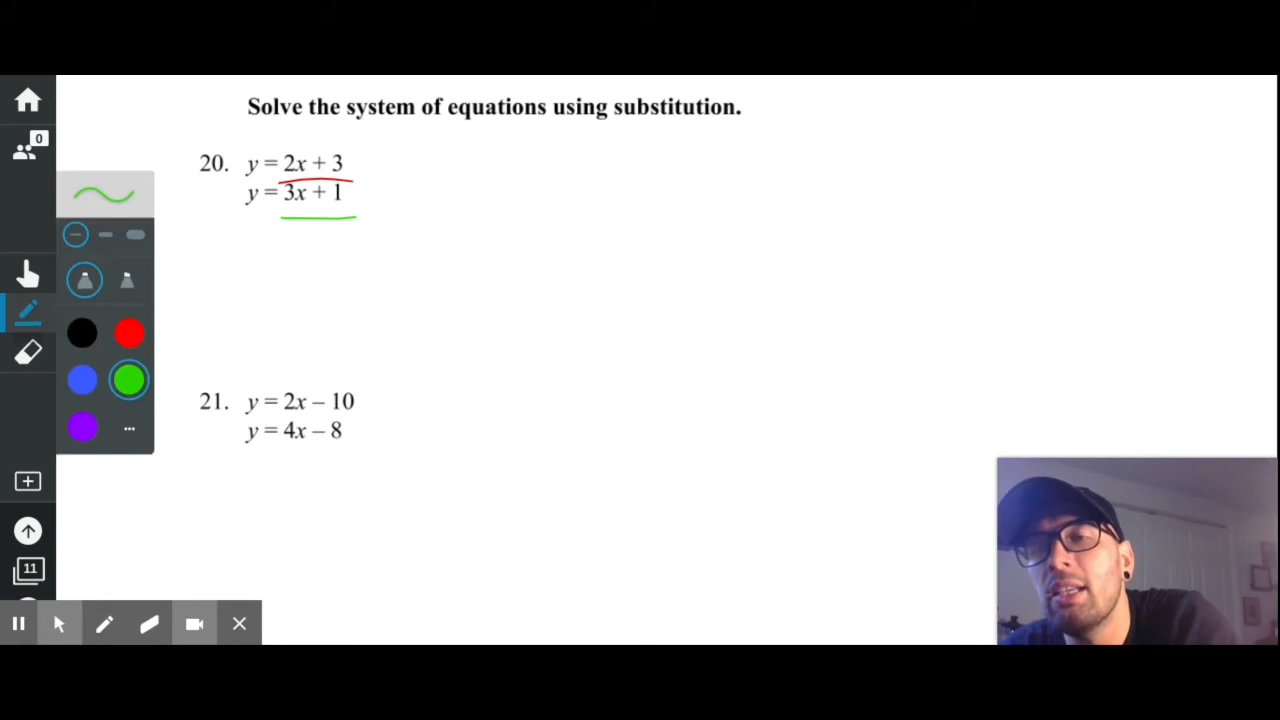 0
Solve the system of equations using substitution.
20. y = 2x + 3
y = 3x + 1
21. y = 2x – 10
y = 4x – 8
11